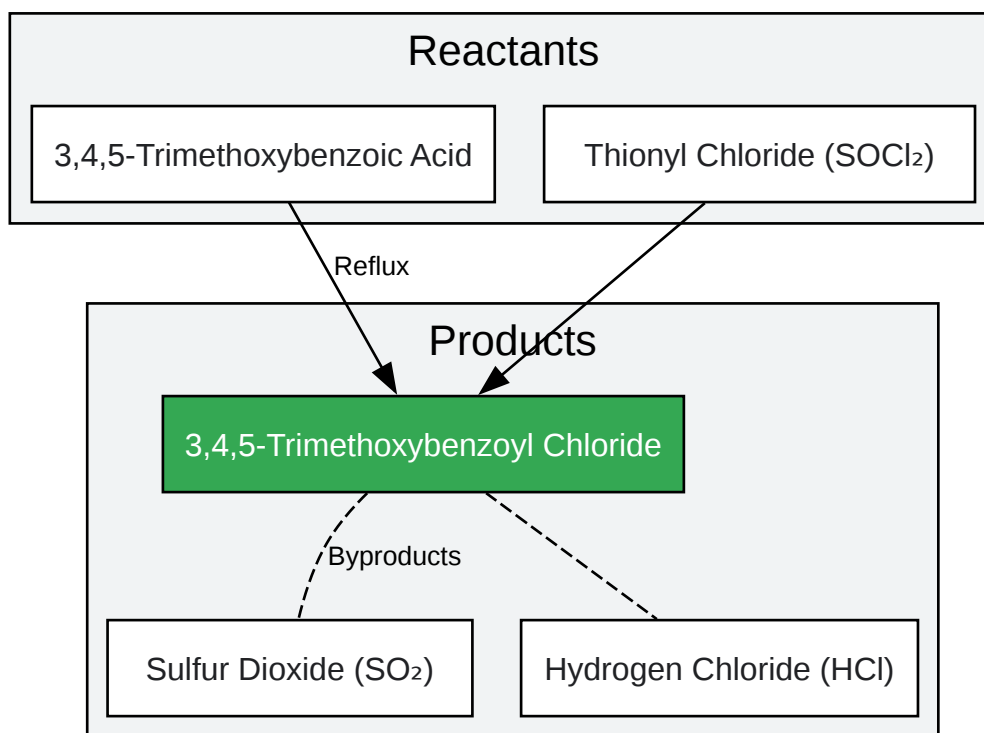 Reactants
3,4,5-Trimethoxybenzoic Acid
Thionyl Chloride (SOCl₂)
Reflux
Products
3,4,5-Trimethoxybenzoyl Chloride
Byproducts
Sulfur Dioxide (SO₂)
Hydrogen Chloride (HCl)